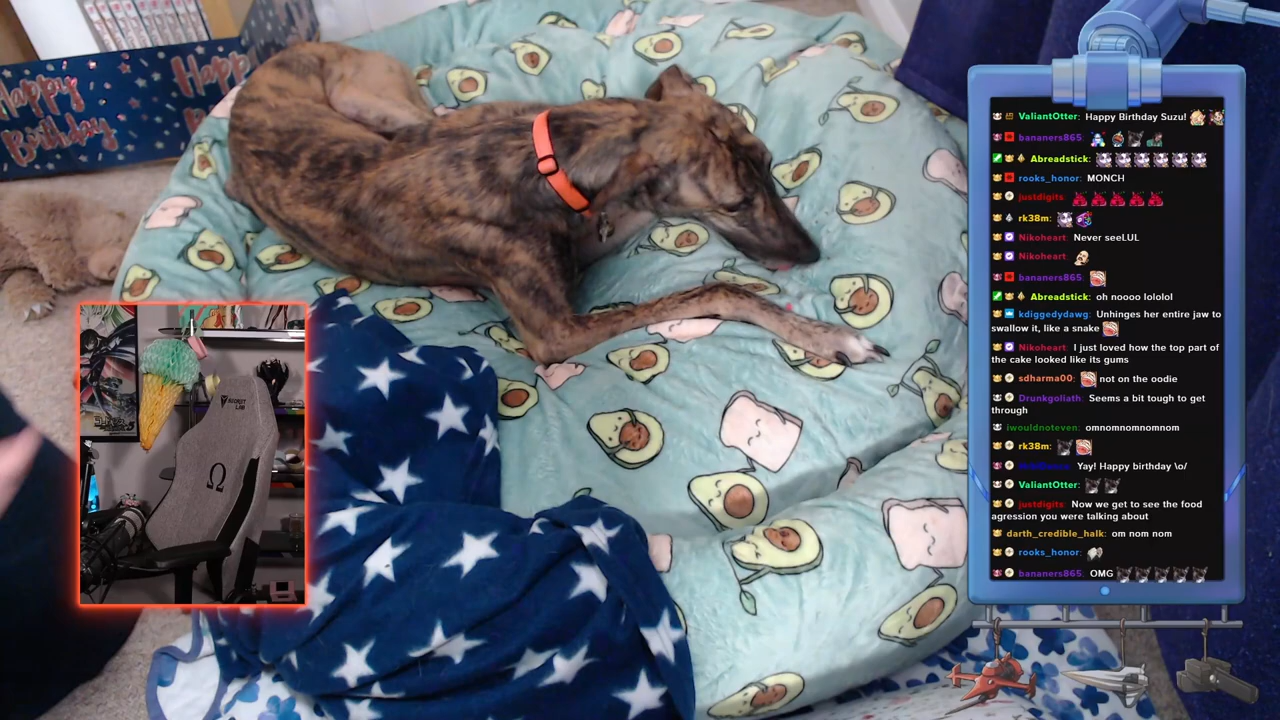 Happy
Birthday
Happy
SECRET
LAB
ValiantOtter: Happy Birthday Suzu!
bananers865:
Abreadstick:
rooks_honor: MONCH
justdigits:
rk38m:
Nikoheart: Never seeLUL
Nikoheart:
bananers865:
Abreadstick: oh noooo lololol
kdiggedydawg: Unhinges her entire jaw to
swallow it, like a snake
Nikoheart: I just loved how the top part of
the cake looked like its gums
sdharma00: not on the oodie
Drunkgoliath: Seems a bit tough to get
through
lwouldnoteven: omnomnomnomnom
rk38m:
Yay! Happy birthday \o/
ValiantOtter:
justdigits: Now we get to see the food
agression you were talking about
darth_credible_halk: om nom nom
rooks_honor:
bananers865: OMG